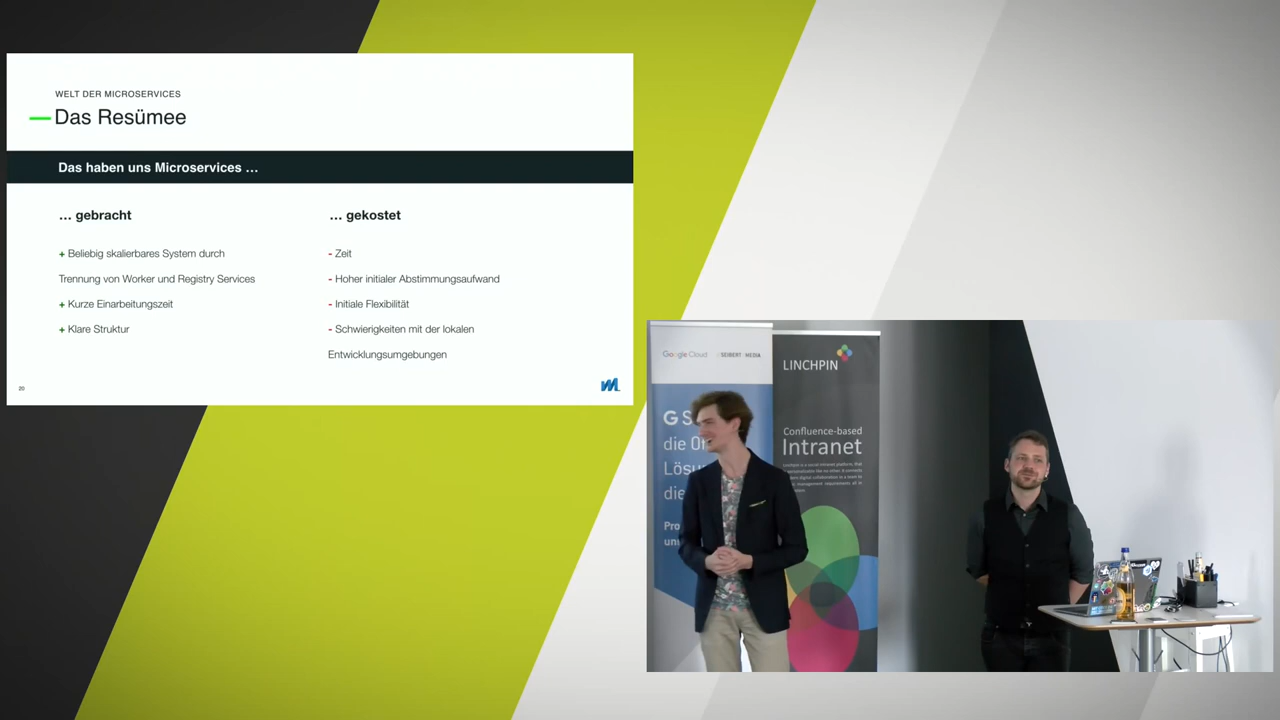 WELT DER MICROSERVICES
Das Resümee
Das haben uns Microservices ...
... gebracht
+ Beliebig skalierbares System durch
Trennung von Worker und Registry Services
+ Kurze Einarbeitungszeit
+ Klare Struktur
... gekostet
- Zeit
- Hoher initialer Abstimmungsaufwand
- Initiale Flexibilität
- Schwierigkeiten mit der lokalen
Entwicklungsumgebungen
20
Google Cloud
SEIBERT MEDIA
G S
die
Pro
LINCHPIN
Confluence-based
Intranet